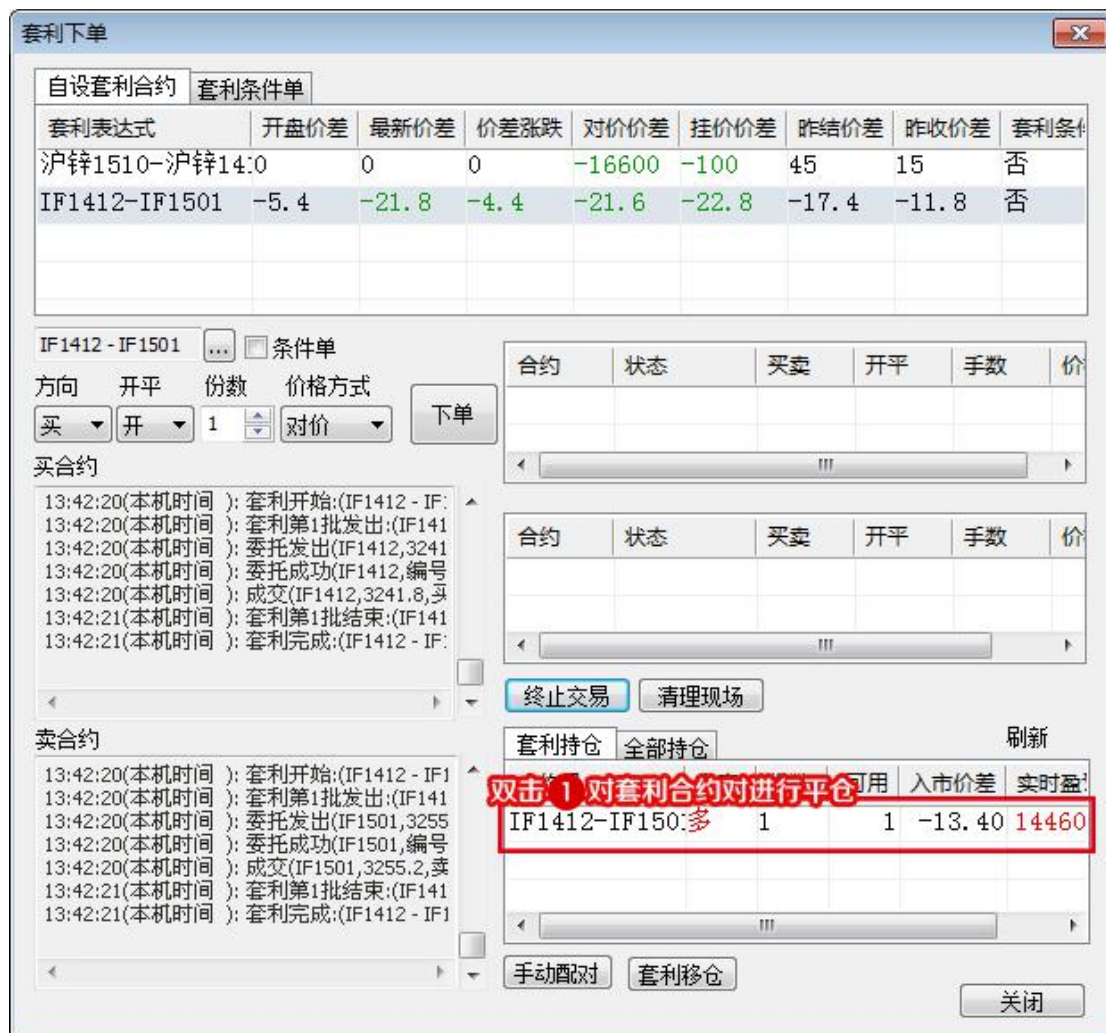 套利下单
自设套利合约 套利条件单
套利表达式 开盘价差 最新价差 价差涨跌 对价价差 挂价价差 昨结价差 昨收价差 套利条件
沪锌1510-沪锌14:0 0 0 -16600 -100 45 15 否
IF1412-IF1501 -5.4 -21.8 -4.4 -21.6 -22.8 -17.4 -11.8 否
IF1412 - IF1501 ... 条件单
方向 开平 份数 价格方式
买 开 1 对价 下单
合约 状态 买卖 开平 手数 价
买合约
13:42:20(本机时间 ): 套利开始:(IF1412 - IF
13:42:20(本机时间 ): 套利第1批发出:(IF141
13:42:20(本机时间 ): 委托发出(IF1412,3241
13:42:20(本机时间 ): 委托成功(IF1412,编号
13:42:20(本机时间 ): 成交(IF1412,3241.8,买
13:42:21(本机时间 ): 套利第1批结束:(IF141
13:42:21(本机时间 ): 套利完成:(IF1412 - IF
合约 状态 买卖 开平 手数 价
终止交易 清理现场
卖合约
13:42:20(本机时间 ): 套利开始:(IF1412 - IF1
13:42:20(本机时间 ): 套利第1批发出:(IF141
13:42:20(本机时间 ): 委托发出(IF1501,3255
13:42:20(本机时间 ): 委托成功(IF1501,编号
13:42:20(本机时间 ): 成交(IF1501,3255.2,卖
13:42:21(本机时间 ): 套利第1批结束:(IF141
13:42:21(本机时间 ): 套利完成:(IF1412 - IF1
套利持仓 全部持仓 刷新
双击 1 对套利合约对进行平仓
可用 入市价差 实时盈
IF1412-IF150 多 1 1 -13.40 14460
手动配对 套利移仓
关闭